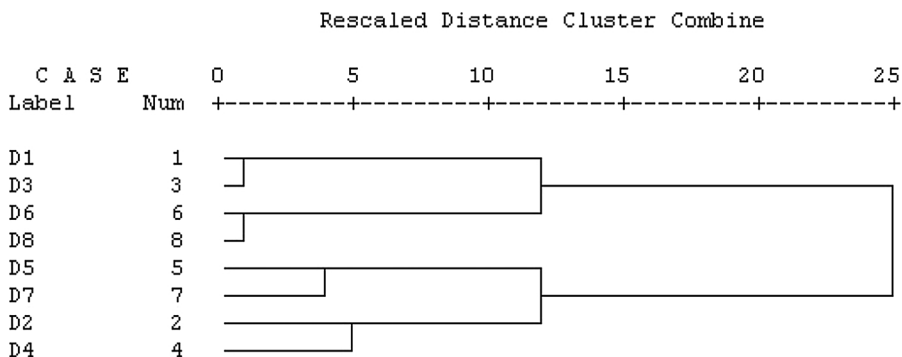 Rescaled Distance Cluster Combine
C A S E 0 5 10 15 20 25
Label Num +---------+---------+---------+---------+---------+
D1 1
D3 3
D6 6
D8 8
D5 5
D7 7
D2 2
D4 4